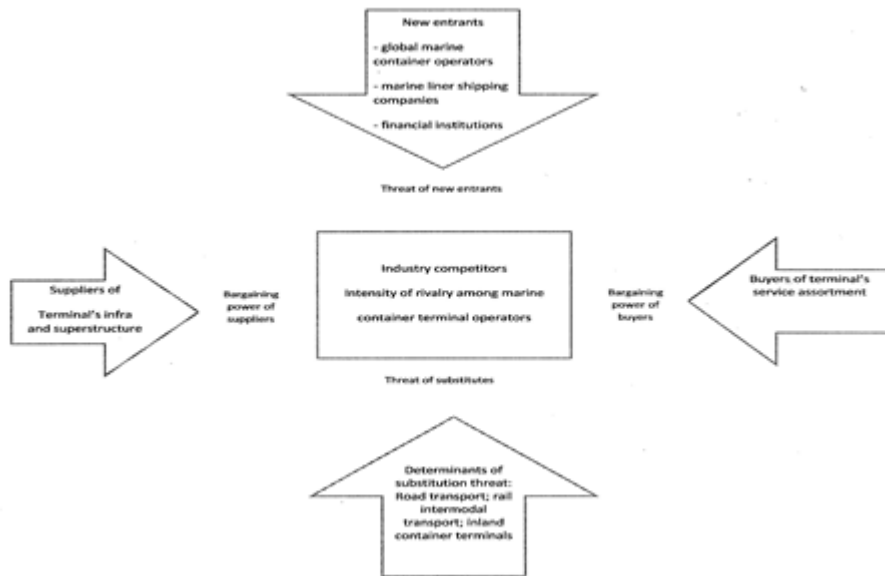 New entrants
- global marine
container operators
- marine liner shipping
companies
- financial institutions
Threat of new entrants
Suppliers of
Terminal's infra
and superstructure
Bargaining
power of
suppliers
Industry competitors
Intensity of rivalry among marine
container terminal operators
Bargaining
power of
buyers
Buyers of terminal's
service assortment
Threat of substitutes
Determinants of
substitution threat:
Road transport; rail
intermodal
transport; inland
container terminals